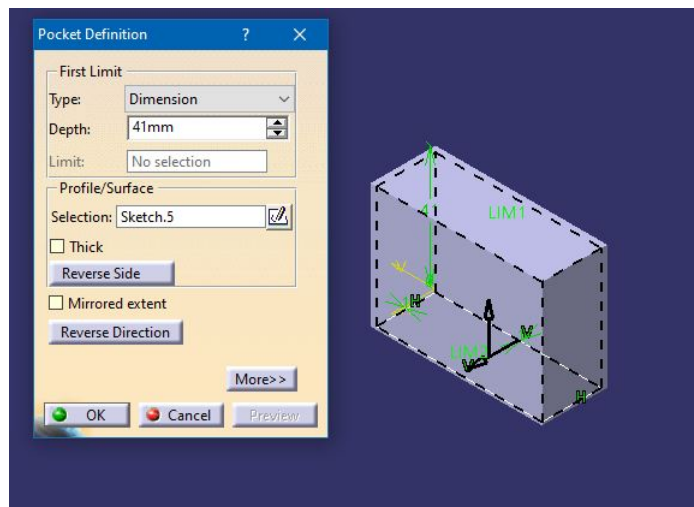 Pocket Definition ? ×
First Limit
Type: Dimension
Depth: 41mm
Limit: No selection
Profile/Surface
Selection: Sketch.5
Thick
Reverse Side
Mirrored extent
Reverse Direction
More>>
OK Cancel Preview
LIM1
H
V
H